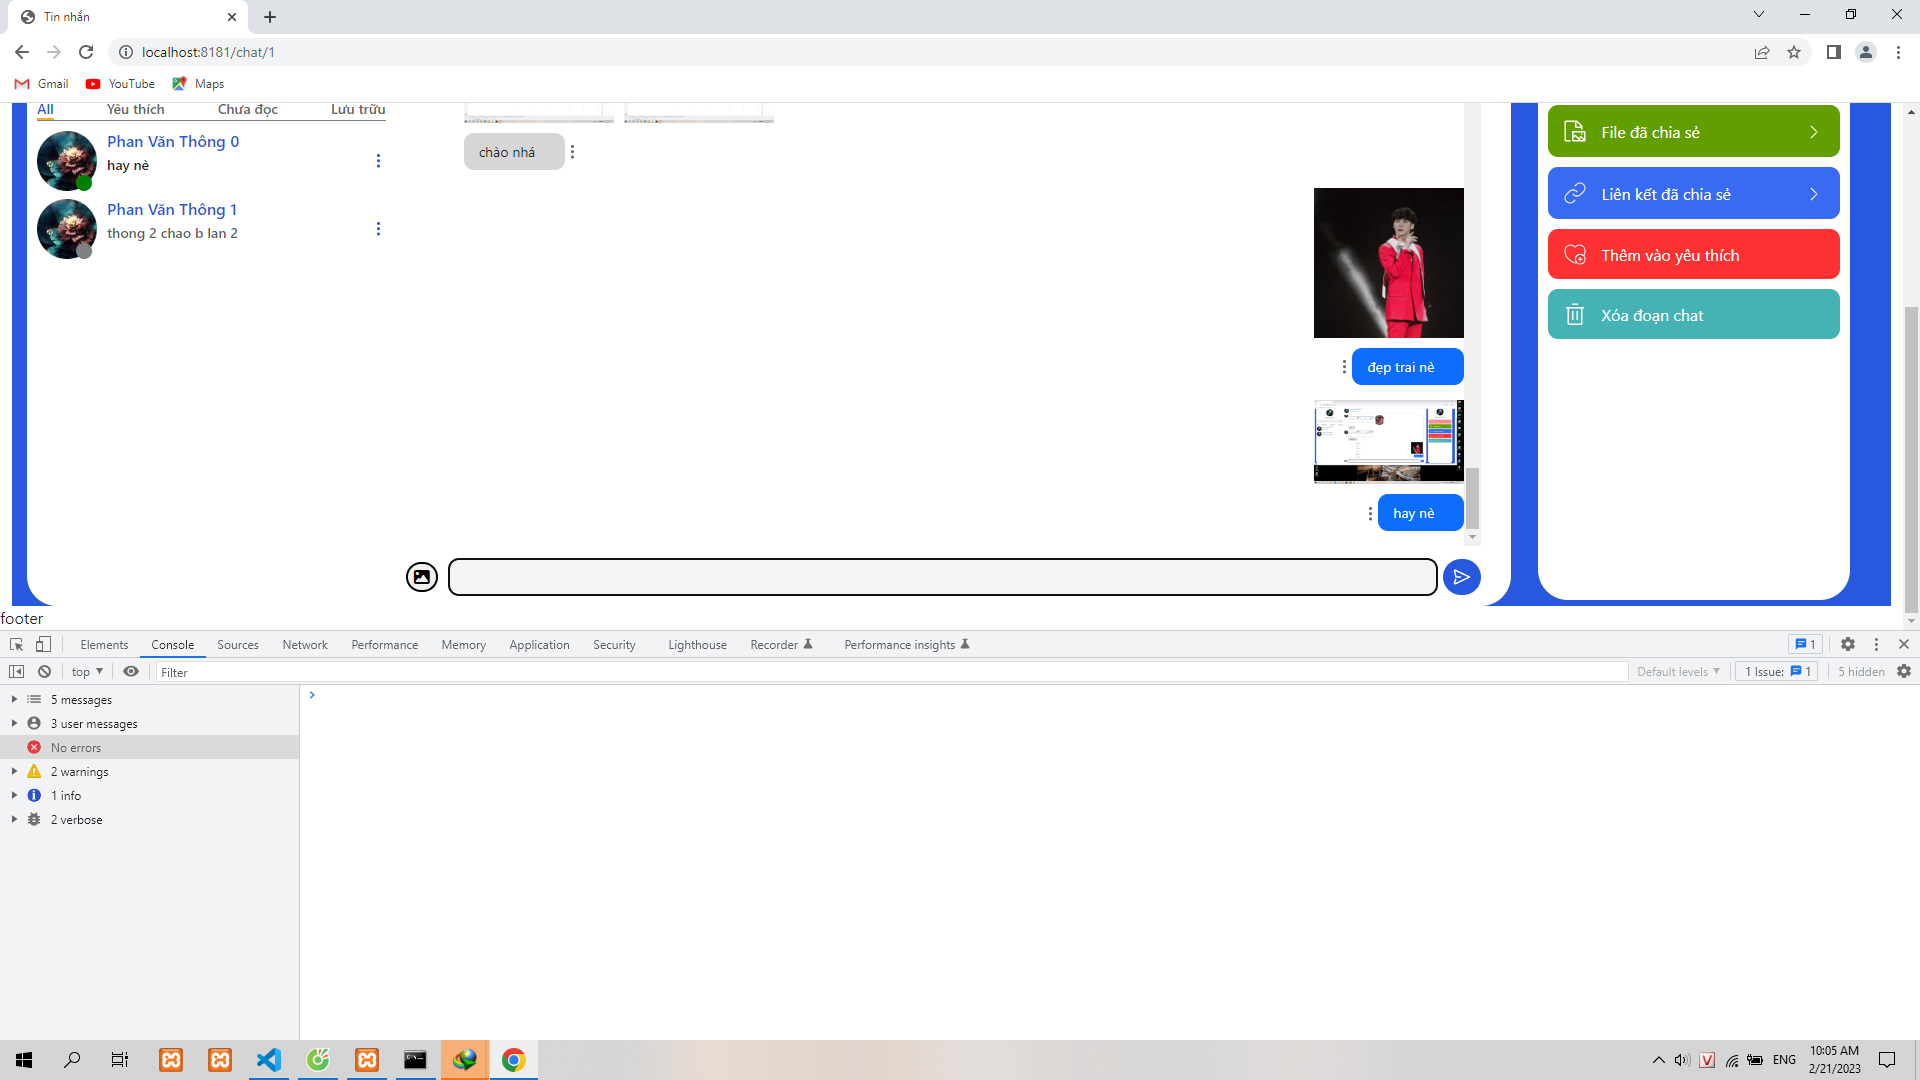 Tin nhắn
localhost:8181/chat/1
Gmail
YouTube
Maps
All
Yêu thích
Chưa đọc
Lưu trữu
Phan Văn Thông 0
hay nè
Phan Văn Thông 1
thong 2 chao b lan 2
chào nhá
đẹp trai nè
hay nè
File đã chia sẻ
Liên kết đã chia sẻ
Thêm vào yêu thích
Xóa đoạn chat
footer
Elements
Console
Sources
Network
Performance
Memory
Application
Security
Lighthouse
Recorder
Performance insights
1
top
Filter
Default levels
1 Issue:
1
5 hidden
5 messages
3 user messages
No errors
2 warnings
1 info
2 verbose
ENG
10:05 AM
2/21/2023